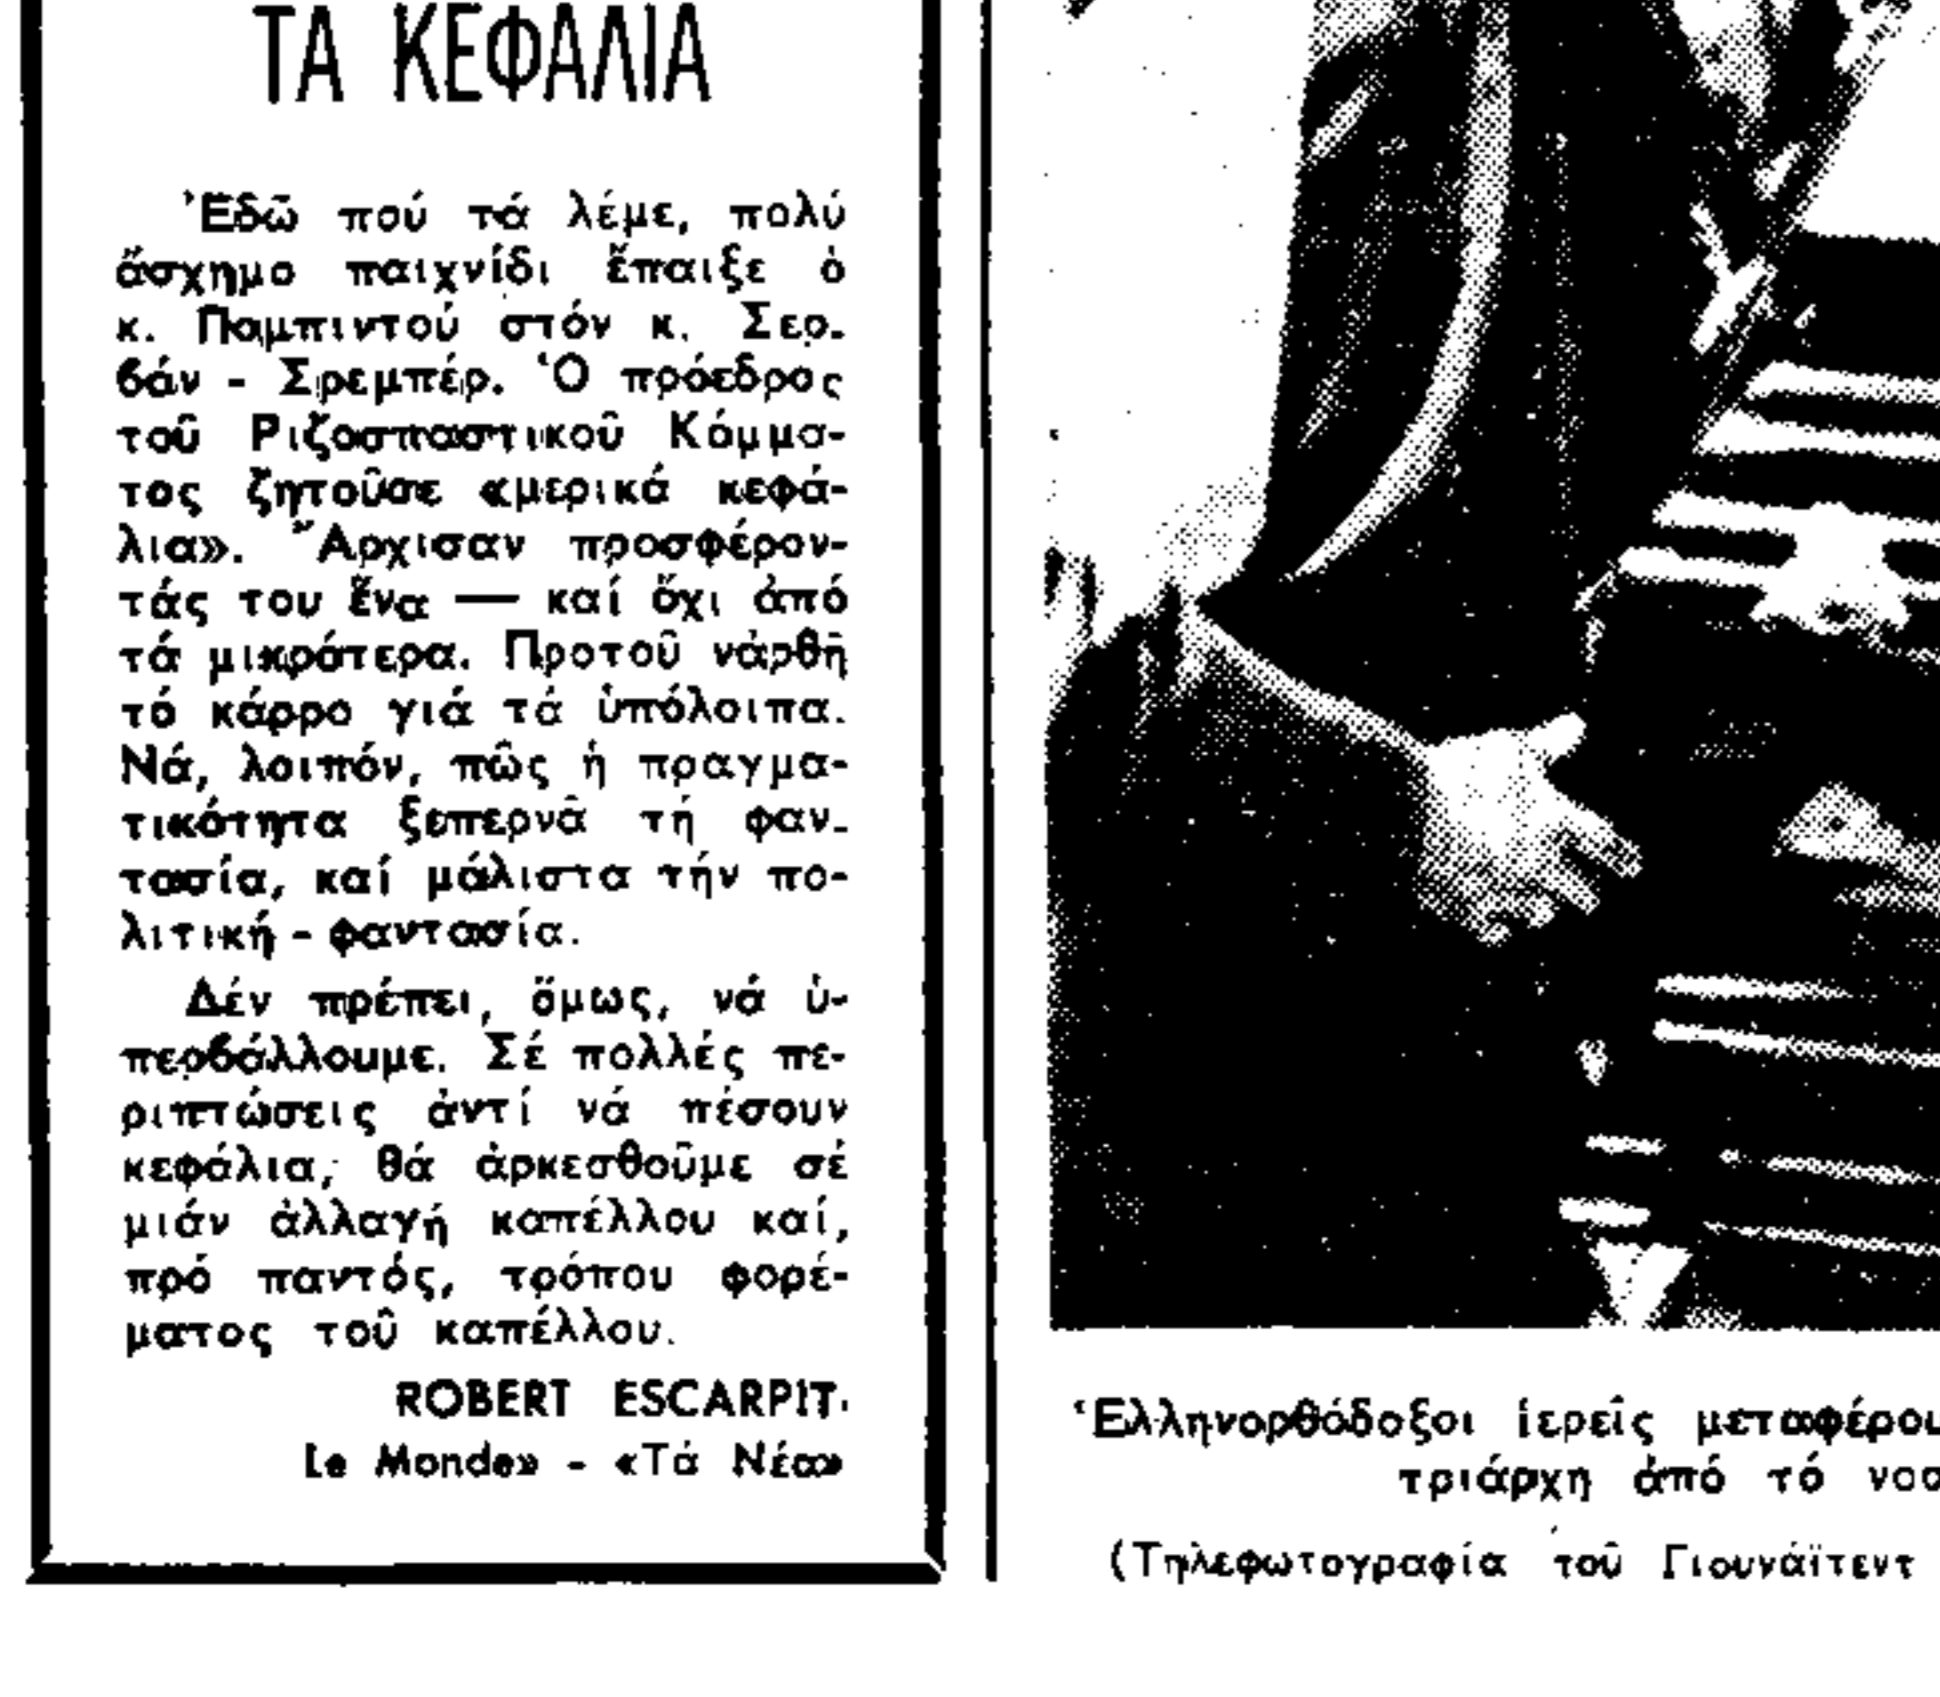 ΤΑ ΚΕΦΑΛΙΑ
Ἐδῶ πού τά λέμε, πολύ
ἄσχημο παιχνίδι ἔπαιξε ὁ
κ. Πομπιντού στόν κ. Σερ-
βάν - Σρεμπέρ. Ὁ πρόεδρος
τοῦ Ριζοσπαστικοῦ Κόμμα-
τος ζητοῦσε «μερικά κεφά-
λια». Ἄρχισαν προσφέρον-
τάς του ἕνα — καί ὄχι ἀπό
τά μικρότερα. Προτοῦ νάρθῆ
τό κάρρο γιά τά ὑπόλοιπα.
Νά, λοιπόν, πῶς ἡ πραγμα-
τικότητα ξεπερνᾶ τή φαν-
τασία, καί μάλιστα τήν πο-
λιτική - φαντασία.
Δέν πρέπει, ὅμως, νά ὑ-
περβάλλουμε. Σέ πολλές πε-
ριπτώσεις ἀντί νά πέσουν
κεφάλια, θά ἀρκεσθοῦμε σέ
μιάν ἀλλαγή καπέλλου καί,
πρό παντός, τρόπου φορέ-
ματος τοῦ καπέλλου.
ROBERT ESCARPIT
Le Monde» - «Τά Νέα»
Ἑλληνορθόδοξοι ἱερεῖς μεταφέρου
τριάρχη ἀπό τό νοσ
(Τηλεφωτογραφία τοῦ Γιουνάϊτεντ